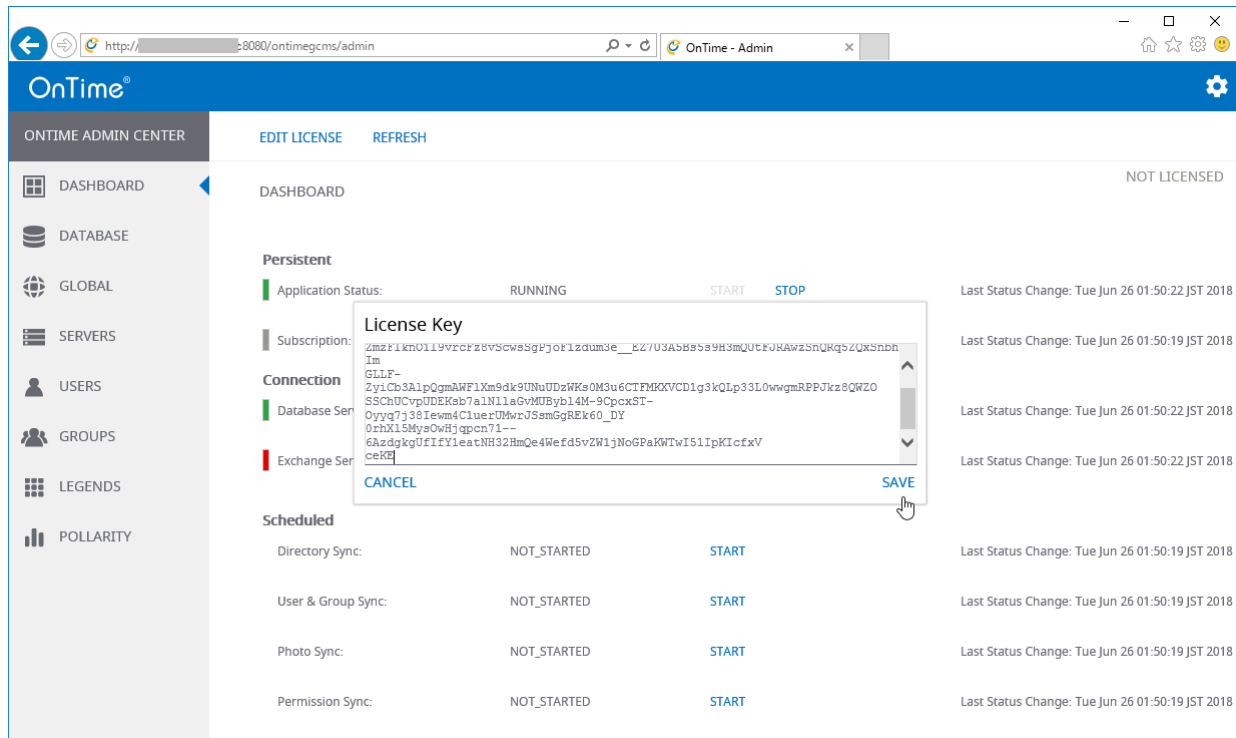 http://
:8080/ontimegcms/admin
OnTime - Admin
OnTime®
ONTIME ADMIN CENTER
EDIT LICENSE REFRESH
NOT LICENSED
DASHBOARD
DATABASE
GLOBAL
SERVERS
USERS
GROUPS
LEGENDS
POLLARITY
DASHBOARD
Persistent
Application Status: RUNNING START STOP Last Status Change: Tue Jun 26 01:50:22 JST 2018
Subscription: Last Status Change: Tue Jun 26 01:50:19 JST 2018
Connection
Database Ser Last Status Change: Tue Jun 26 01:50:22 JST 2018
Exchange Ser Last Status Change: Tue Jun 26 01:50:22 JST 2018
License Key
Im
GLLF-
ZyiCb3AlpQgmAWFlXm9dk9UNuUDzWKs0M3u6CTFMKXVCD1g3kQLp33L0wwgmRPPJkz8QWZO
SSChUCvpUDEKsb7alNllaGvMUBybl4M-9CpcxST-
Oyyq7j38Iewm4C1uerUMwrJSsmGgREk60_DY
0rhXl5MysOwHjqpcn71--
6AzdgkgUfIfY1eatNH32HmQe4Wefd5vZW1jNoGPaKWTwI51IpKIcfxV
ceKE
CANCEL SAVE
Scheduled
Directory Sync: NOT_STARTED START Last Status Change: Tue Jun 26 01:50:19 JST 2018
User & Group Sync: NOT_STARTED START Last Status Change: Tue Jun 26 01:50:19 JST 2018
Photo Sync: NOT_STARTED START Last Status Change: Tue Jun 26 01:50:19 JST 2018
Permission Sync: NOT_STARTED START Last Status Change: Tue Jun 26 01:50:19 JST 2018